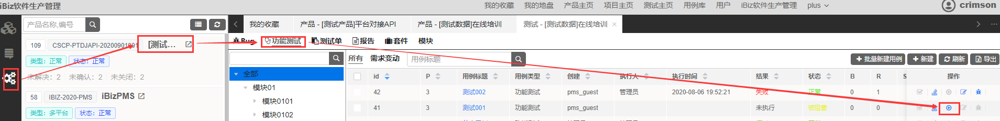 iBiz软件生产管理
我的收藏 我的地盘 产品主页 项目主页 测试主页 用例库 用户 iBiz软件生产管理 plus crimson
产品名称,编号
我的收藏 产品 - [测试产品]平台对接API 产品 - [测试数据]在线培训 测试 - [测试数据]在线培训
109 CSCP-PTDJAPI-20200901001 [测试...
类型：正常 状态：正常
未解决：2 未确认：2 未关闭：2
58 IBIZ-2020-PMS iBizPMS
类型：多平台 状态：正常
Bug 功能测试 测试单 报告 套件 模块
全部
模块01
模块0101
模块0102
所有 需求变动 用例标题
批量新建用例 新建 刷新 导出
id P 用例标题 用例类型 创建 执行人 执行时间 结果 状态 B R S 操作
42 3 测试002 功能测试 pms_guest 管理员 2020-08-06 19:52:21 失败 正常 0 1
41 3 测试001 功能测试 pms_guest 未执行 被阻塞 0 0